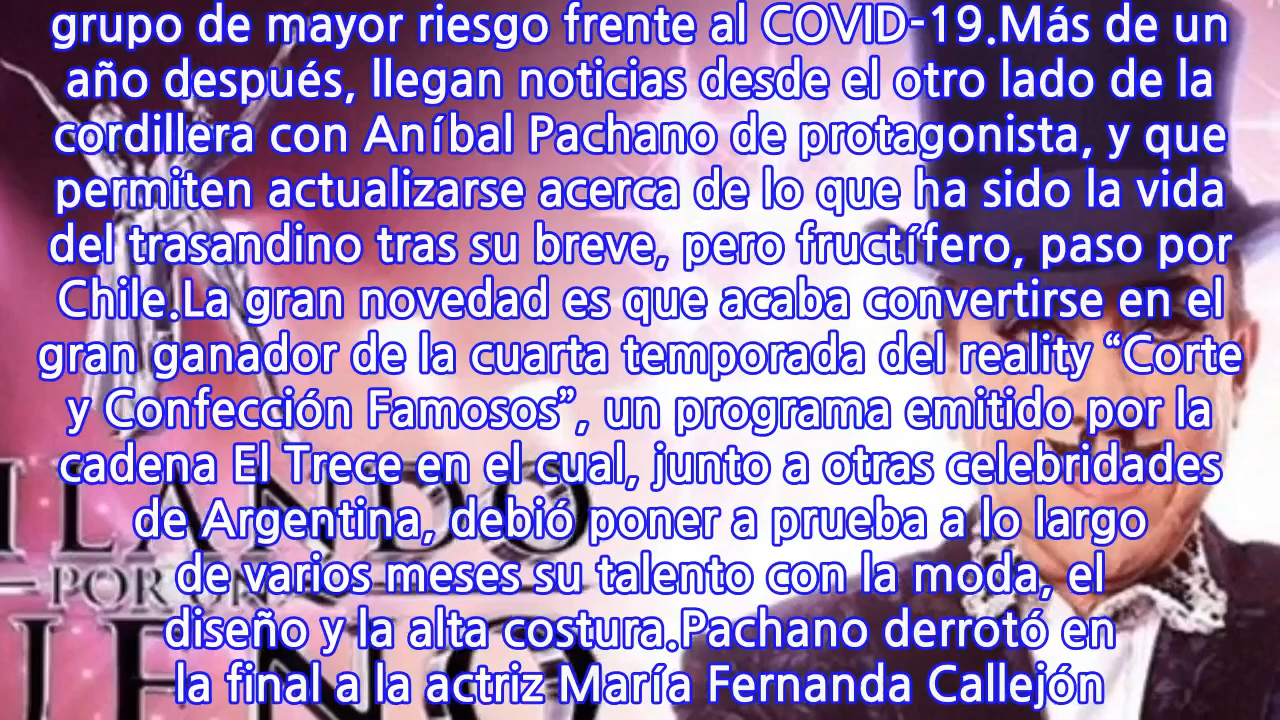 grupo de mayor riesgo frente al COVID-19.Más de un
año después, llegan noticias desde el otro lado de la
cordillera con Aníbal Pachano de protagonista, y que
permiten actualizarse acerca de lo que ha sido la vida
del trasandino tras su breve, pero fructífero, paso por
Chile.La gran novedad es que acaba convertirse en el
gran ganador de la cuarta temporada del reality “Corte
y Confección Famosos”, un programa emitido por la
cadena El Trece en el cual, junto a otras celebridades
de Argentina, debió poner a prueba a lo largo
de varios meses su talento con la moda, el
diseño y la alta costura.Pachano derrotó en
la final a la actriz María Fernanda Callejón
LANDO
POR UN